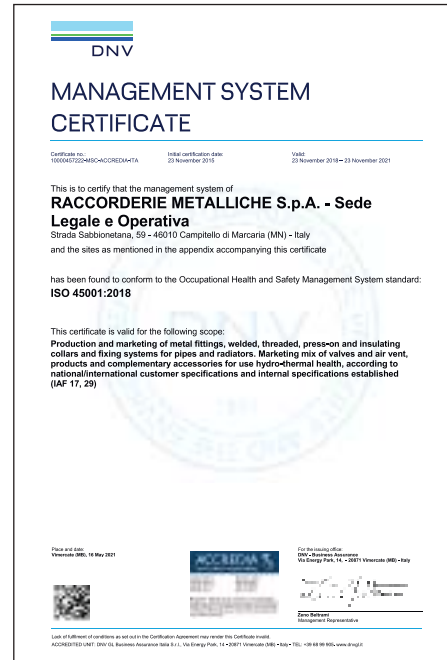 DNV
MANAGEMENT SYSTEM
CERTIFICATE
Certificate no.:
10000457222-MSC-ACCREDIA-ITA
Initial certification date:
23 November 2015
Valid:
23 November 2018 – 23 November 2021
This is to certify that the management system of
RACCORDERIE METALLICHE S.p.A. - Sede
Legale e Operativa
Strada Sabbionetana, 59 - 46010 Campitello di Marcaria (MN) - Italy
and the sites as mentioned in the appendix accompanying this certificate
has been found to conform to the Occupational Health and Safety Management System standard:
ISO 45001:2018
This certificate is valid for the following scope:
Production and marketing of metal fittings, welded, threaded, press-on and insulating
collars and fixing systems for pipes and radiators. Marketing mix of valves and air vent,
products and complementary accessories for use hydro-thermal health, according to
national/international customer specifications and internal specifications established
(IAF 17, 29)
Place and date:
Vimercate (MB), 16 May 2021
ACCREDIA
For the issuing office:
DNV - Business Assurance
Via Energy Park, 14, - 20871 Vimercate (MB) - Italy
Zeno Beltrami
Management Representative
Lack of fulfilment of conditions as set out in the Certification Agreement may render this Certificate invalid.
ACCREDITED UNIT: DNV GL Business Assurance Italia S.r.l., Via Energy Park, 14 - 20871 Vimercate (MB) - Italy - TEL: +39 68 99 905. www.dnvgl.it